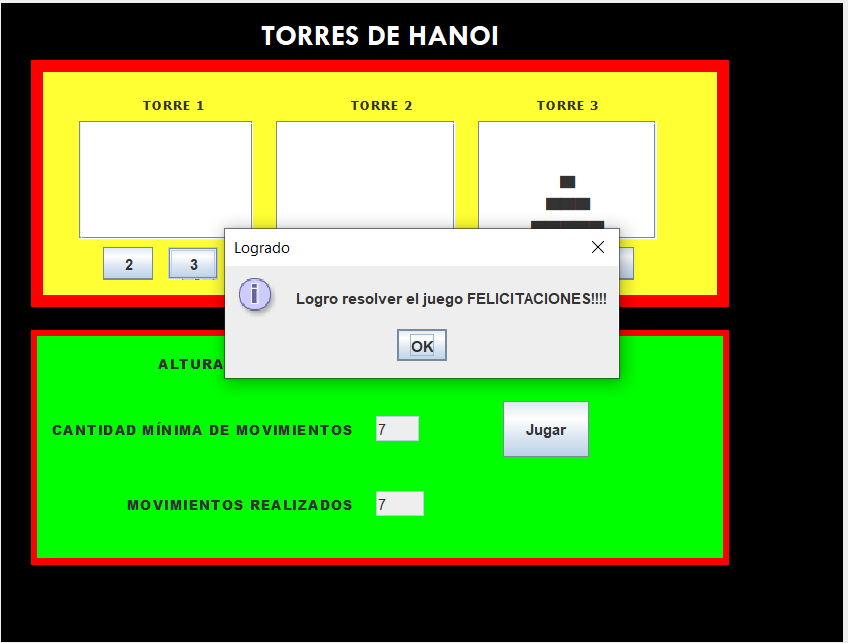 TORRES DE HANOI
TORRE 1 TORRE 2 TORRE 3
2 3
Logrado
Logro resolver el juego FELICITACIONES!!!!
OK
ALTURA
CANTIDAD MÍNIMA DE MOVIMIENTOS 7 Jugar
MOVIMIENTOS REALIZADOS 7